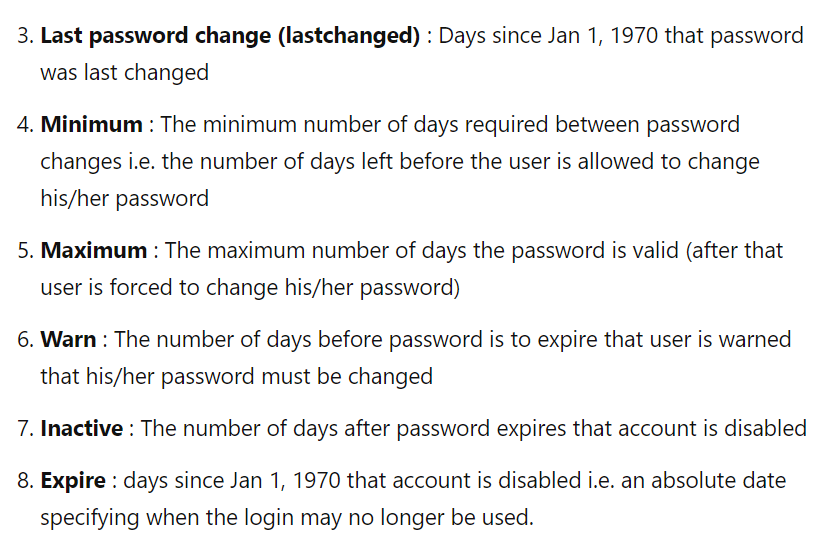 3. Last password change (lastchanged) : Days since Jan 1, 1970 that password
was last changed
4. Minimum : The minimum number of days required between password
changes i.e. the number of days left before the user is allowed to change
his/her password
5. Maximum : The maximum number of days the password is valid (after that
user is forced to change his/her password)
6. Warn : The number of days before password is to expire that user is warned
that his/her password must be changed
7. Inactive : The number of days after password expires that account is disabled
8. Expire : days since Jan 1, 1970 that account is disabled i.e. an absolute date
specifying when the login may no longer be used.